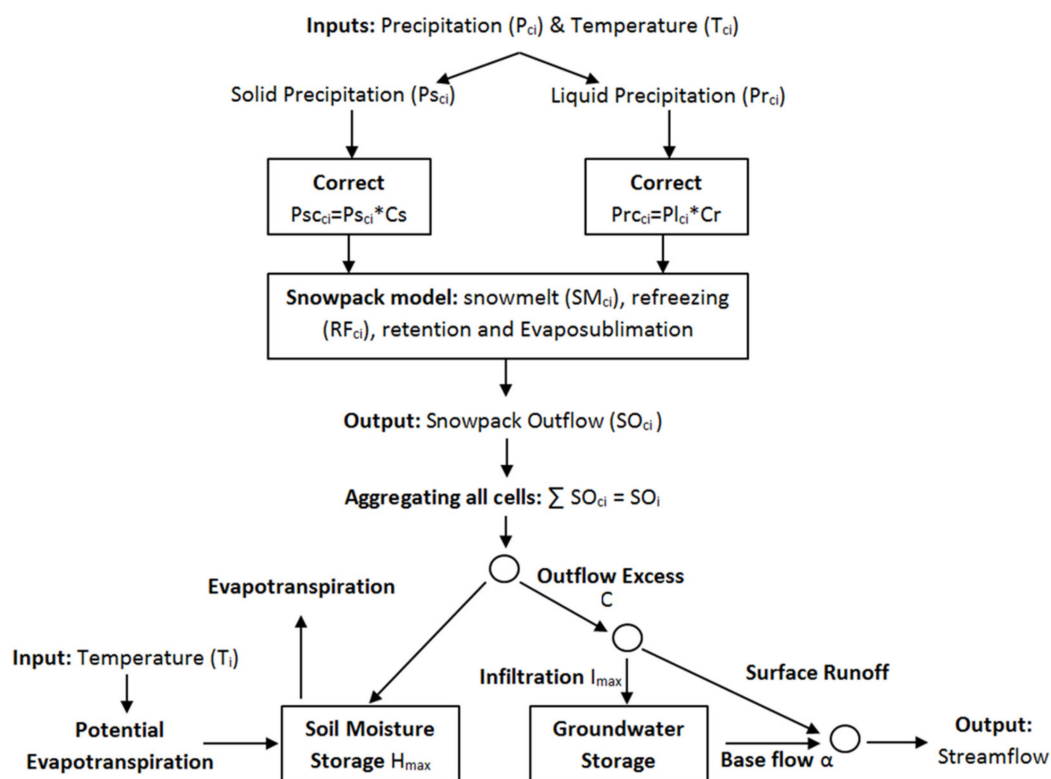 Inputs: Precipitation (Pci) & Temperature (Tci)
Solid Precipitation (Psci)
Liquid Precipitation (Prci)
Correct
Pscci=Psci*Cs
Correct
Prcci=Plci*Cr
Snowpack model: snowmelt (SMci), refreezing
(RFci), retention and Evaposublimation
Output: Snowpack Outflow (SOci)
Aggregating all cells: ∑ SOci = SOi
Outflow Excess
C
Evapotranspiration
Input: Temperature (Ti)
Infiltration Imax
Surface Runoff
Potential
Evapotranspiration
Soil Moisture
Storage Hmax
Groundwater
Storage
Base flow α
Output:
Streamflow